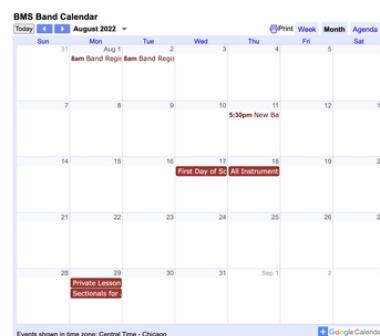 BMS Band Calendar
Today August 2022 Print Week Month Agenda
Sun Mon Tue Wed Thu Fri Sat
31 Aug 1 2 3 4 5 6
8am Band Regis 8am Band Regis
7 8 9 10 11 12
5:30pm New Ba
14 15 16 17 18 19 2
First Day of Sc All Instrument
21 22 23 24 25 26 2
28 29 30 31 Sep 1 2
Private Lesson
Sectionals for
Events shown in time zone: Central Time - Chicago
+ Google Calenda